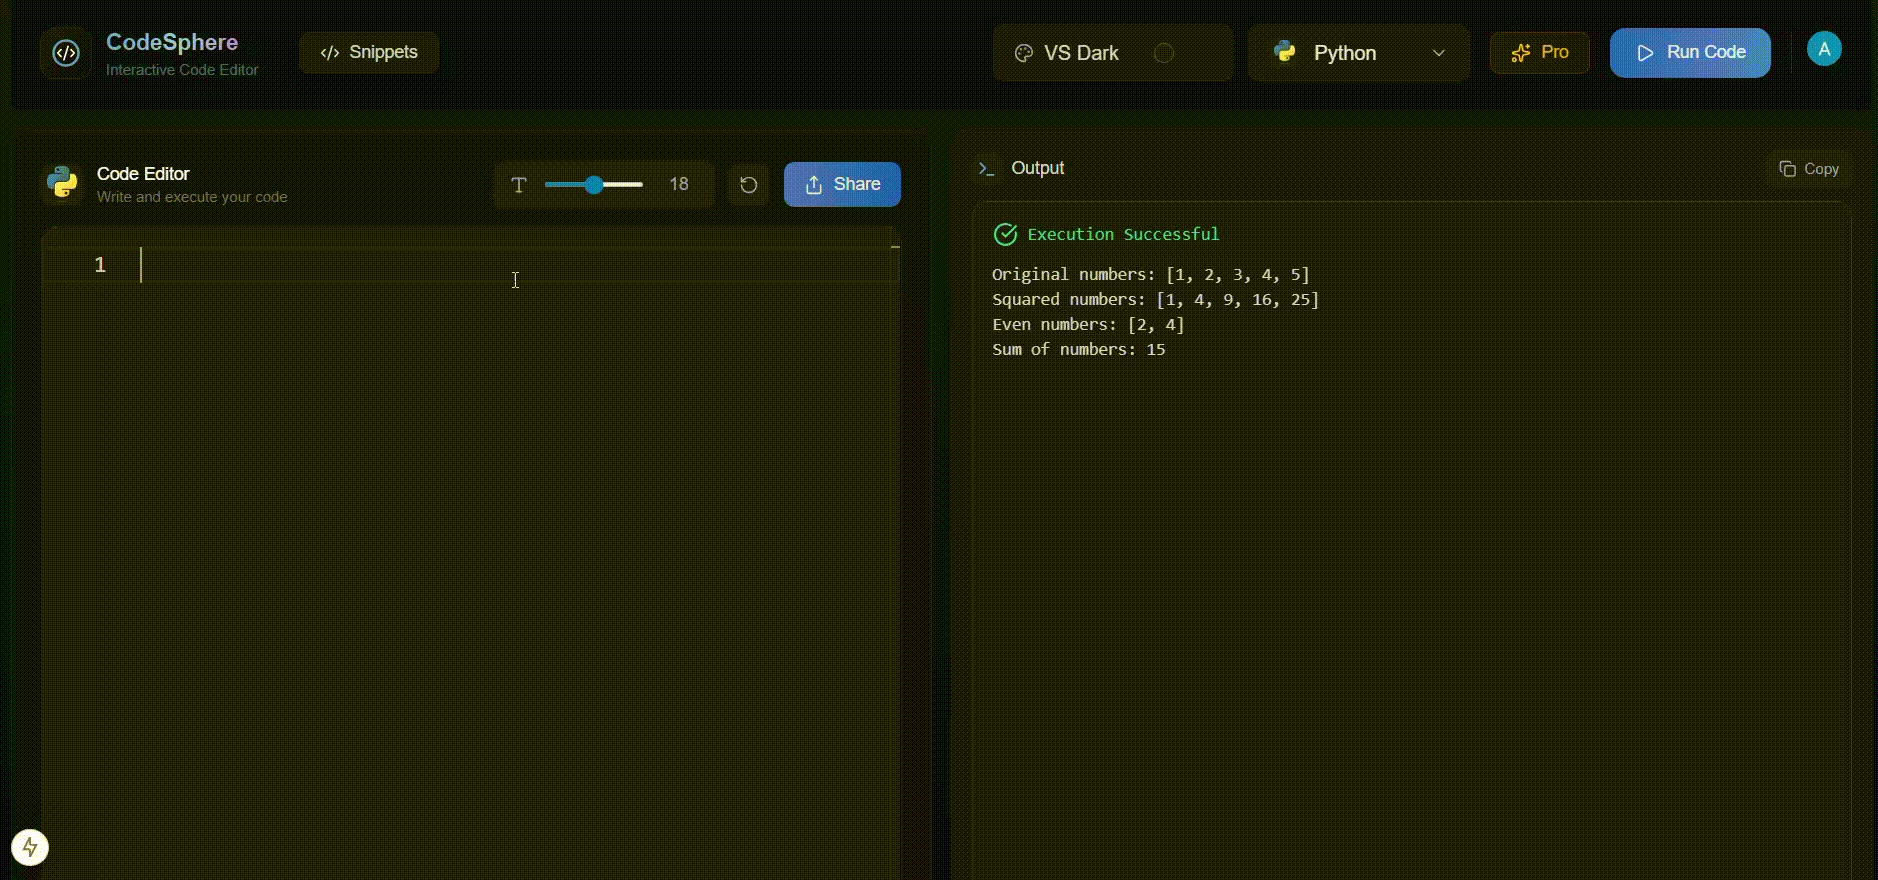 CodeSphere
Interactive Code Editor
Snippets
VS Dark
Python
Pro
Run Code
A
Code Editor
Write and execute your code
18
Share
1
Output
Copy
Execution Successful
Original numbers: [1, 2, 3, 4, 5]
Squared numbers: [1, 4, 9, 16, 25]
Even numbers: [2, 4]
Sum of numbers: 15